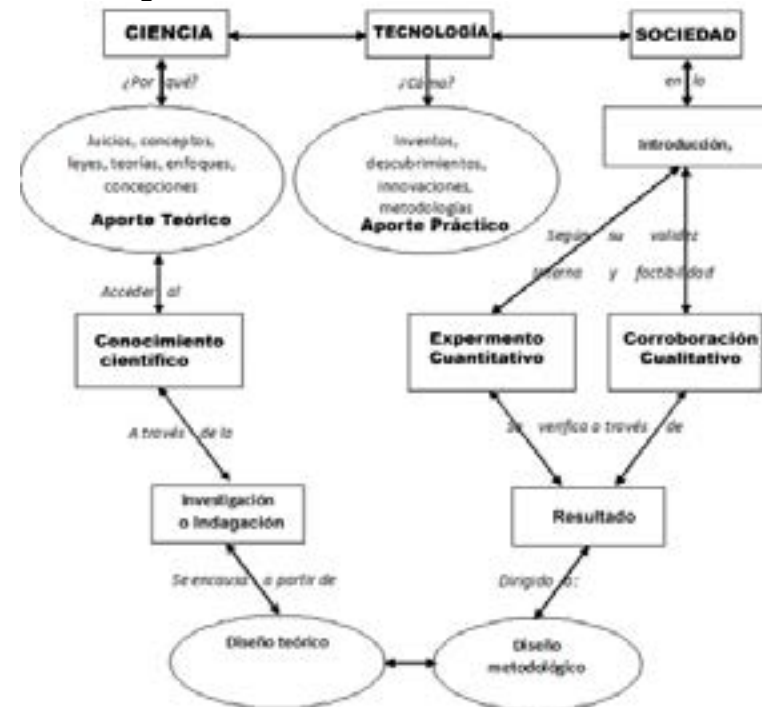 CIENCIA
TECNOLOGÍA
SOCIEDAD
¿Por qué?
¿Cómo?
en la
Juicios, conceptos,
leyes, teorías, enfoques,
concepciones
Aporte Teórico
Inventos,
descubrimientos,
innovaciones,
metodologías
Aporte Práctico
Introducción,
Según su validez
interna y factibilidad
Acceder al
Conocimiento
científico
Expermento
Cuantitativo
Corroboración
Cualitativo
A través de la
Se verifica a través de
Investigación
o Indagación
Resultado
Se encausa a partir de
Dirigido a:
Diseño teórico
Diseño
metodológico